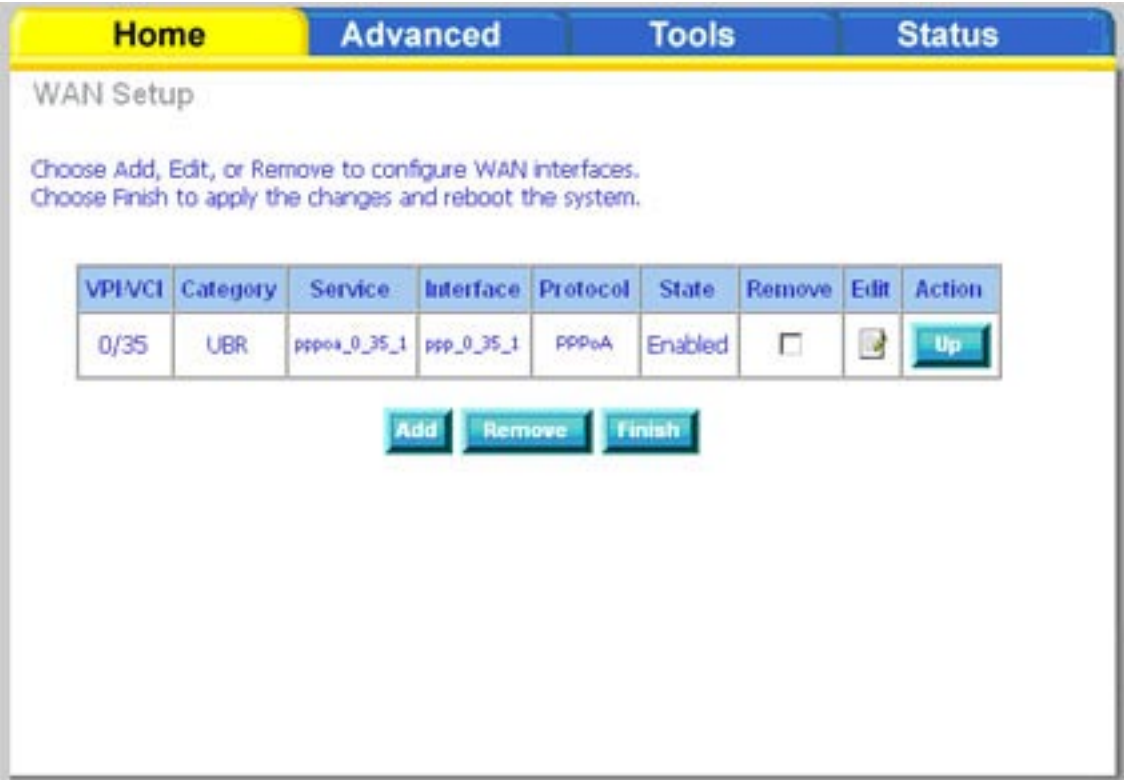 Home Advanced Tools Status
WAN Setup
Choose Add, Edit, or Remove to configure WAN interfaces.
Choose Finish to apply the changes and reboot the system.
VPI/VCI Category Service Interface Protocol State Remove Edit Action
0/35 UBR pppoa_0_35_1 ppp_0_35_1 PPPoA Enabled Up
Add Remove Finish